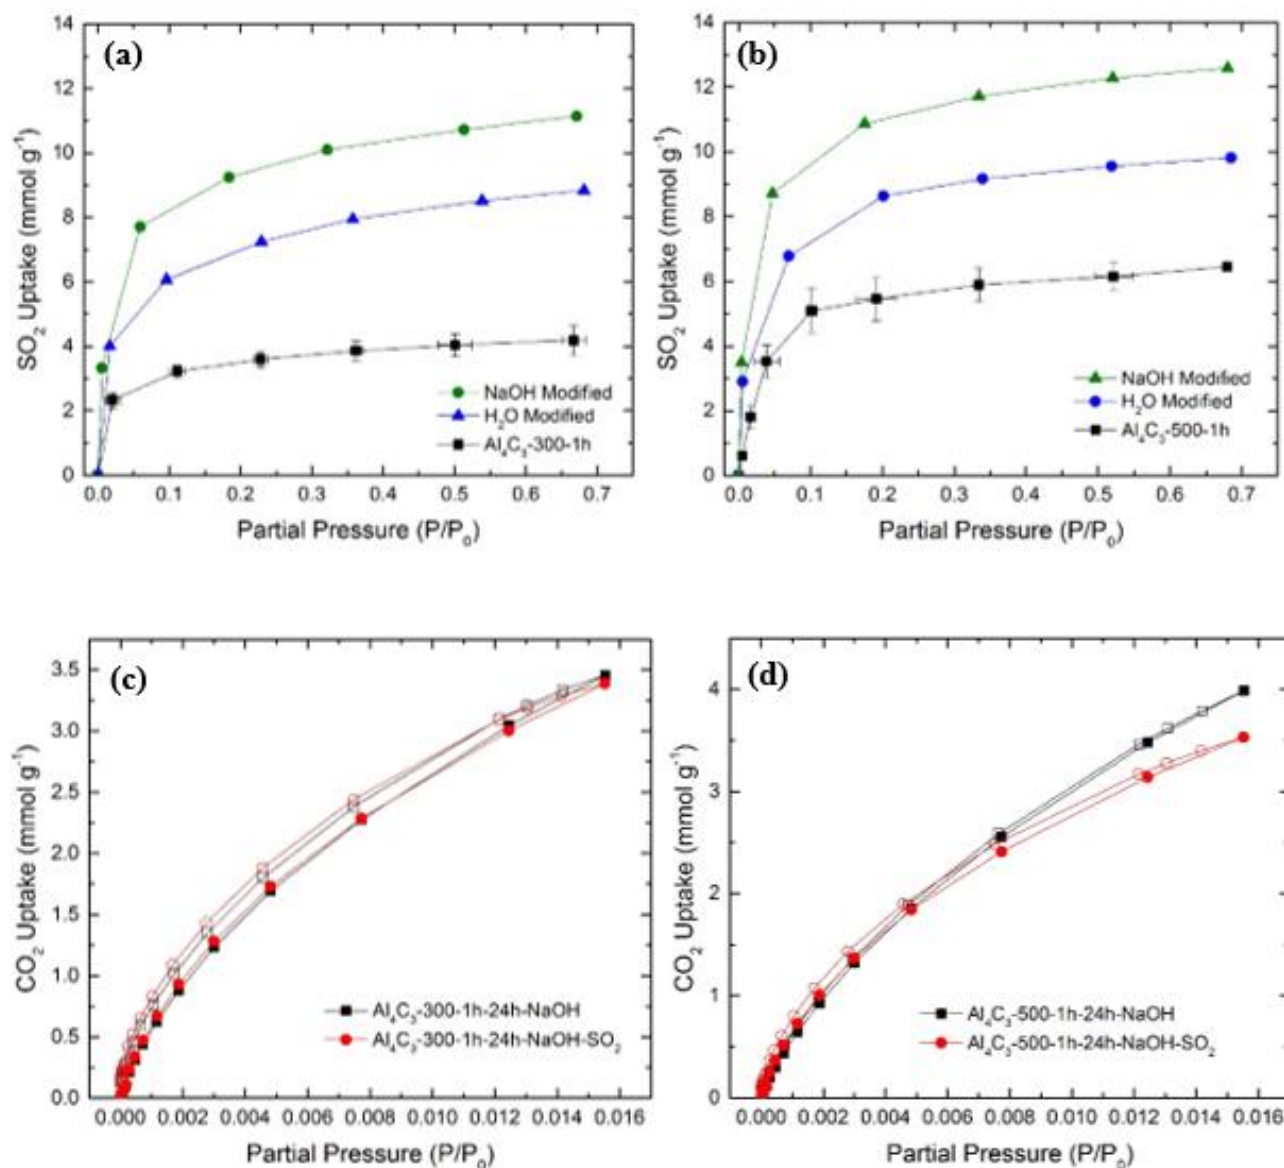 (a)
SO₂ Uptake (mmol g⁻¹)
14
12
10
8
6
4
2
0
NaOH Modified
H₂O Modified
Al₄C₃-300-1h
0.0 0.1 0.2 0.3 0.4 0.5 0.6 0.7
Partial Pressure (P/P₀)
(b)
SO₂ Uptake (mmol g⁻¹)
14
12
10
8
6
4
2
0
NaOH Modified
H₂O Modified
Al₄C₃-500-1h
0.0 0.1 0.2 0.3 0.4 0.5 0.6 0.7
Partial Pressure (P/P₀)
(c)
CO₂ Uptake (mmol g⁻¹)
3.5
3.0
2.5
2.0
1.5
1.0
0.5
0.0
Al₄C₃-300-1h-24h-NaOH
Al₄C₃-300-1h-24h-NaOH-SO₂
0.000 0.002 0.004 0.006 0.008 0.010 0.012 0.014 0.016
Partial Pressure (P/P₀)
(d)
CO₂ Uptake (mmol g⁻¹)
4
3
2
1
0
Al₄C₃-500-1h-24h-NaOH
Al₄C₃-500-1h-24h-NaOH-SO₂
0.000 0.002 0.004 0.006 0.008 0.010 0.012 0.014 0.016
Partial Pressure (P/P₀)